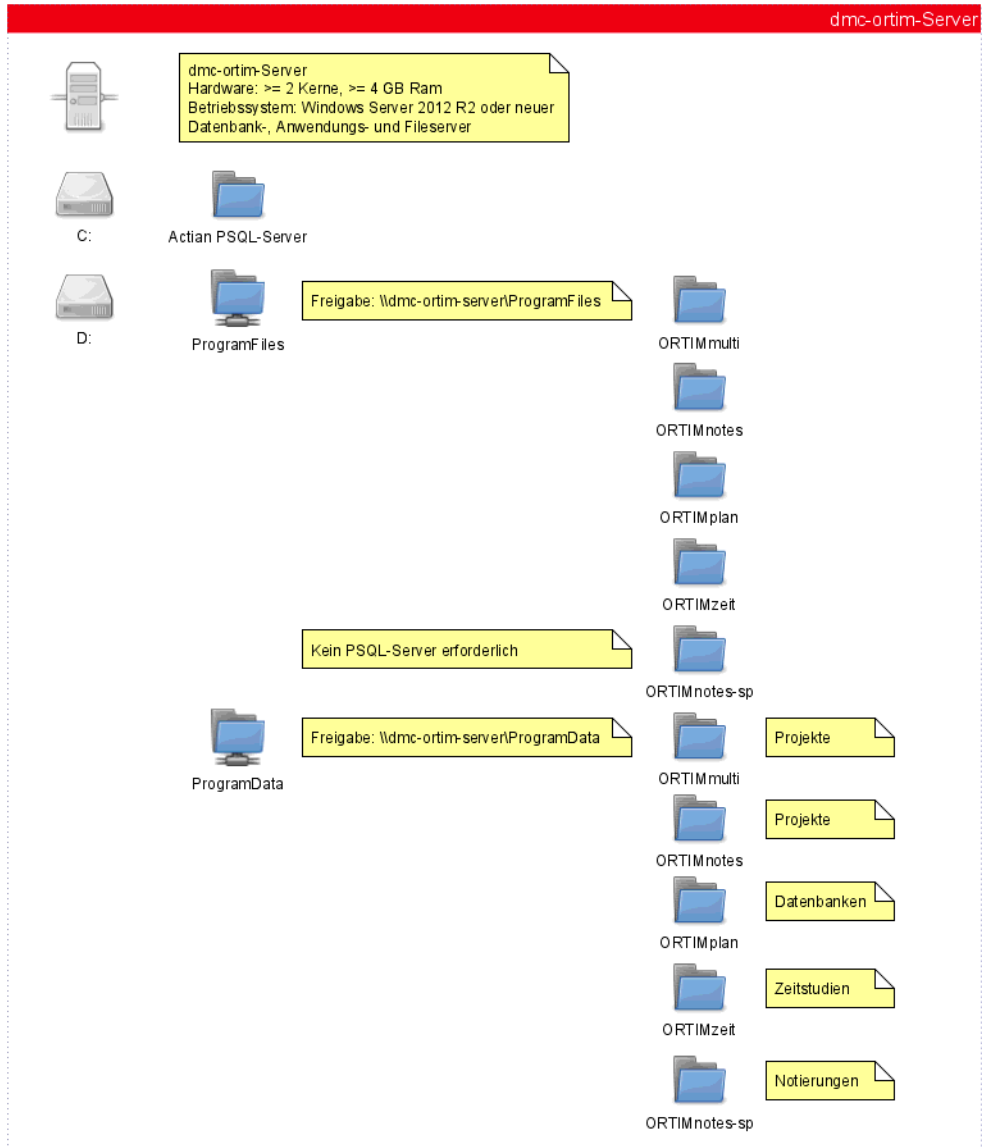 dmc-ortim-Server
dmc-ortim-Server
Hardware: >= 2 Kerne, >= 4 GB Ram
Betriebssystem: Windows Server 2012 R2 oder neuer
Datenbank-, Anwendungs- und Fileserver
C:
Actian PSQL-Server
D:
ProgramFiles
Freigabe: \\dmc-ortim-server\ProgramFiles
ORTIMmulti
ORTIMnotes
ORTIMplan
ORTIMzeit
Kein PSQL-Server erforderlich
ORTIMnotes-sp
ProgramData
Freigabe: \\dmc-ortim-server\ProgramData
ORTIMmulti
Projekte
ORTIMnotes
Projekte
ORTIMplan
Datenbanken
ORTIMzeit
Zeitstudien
ORTIMnotes-sp
Notierungen